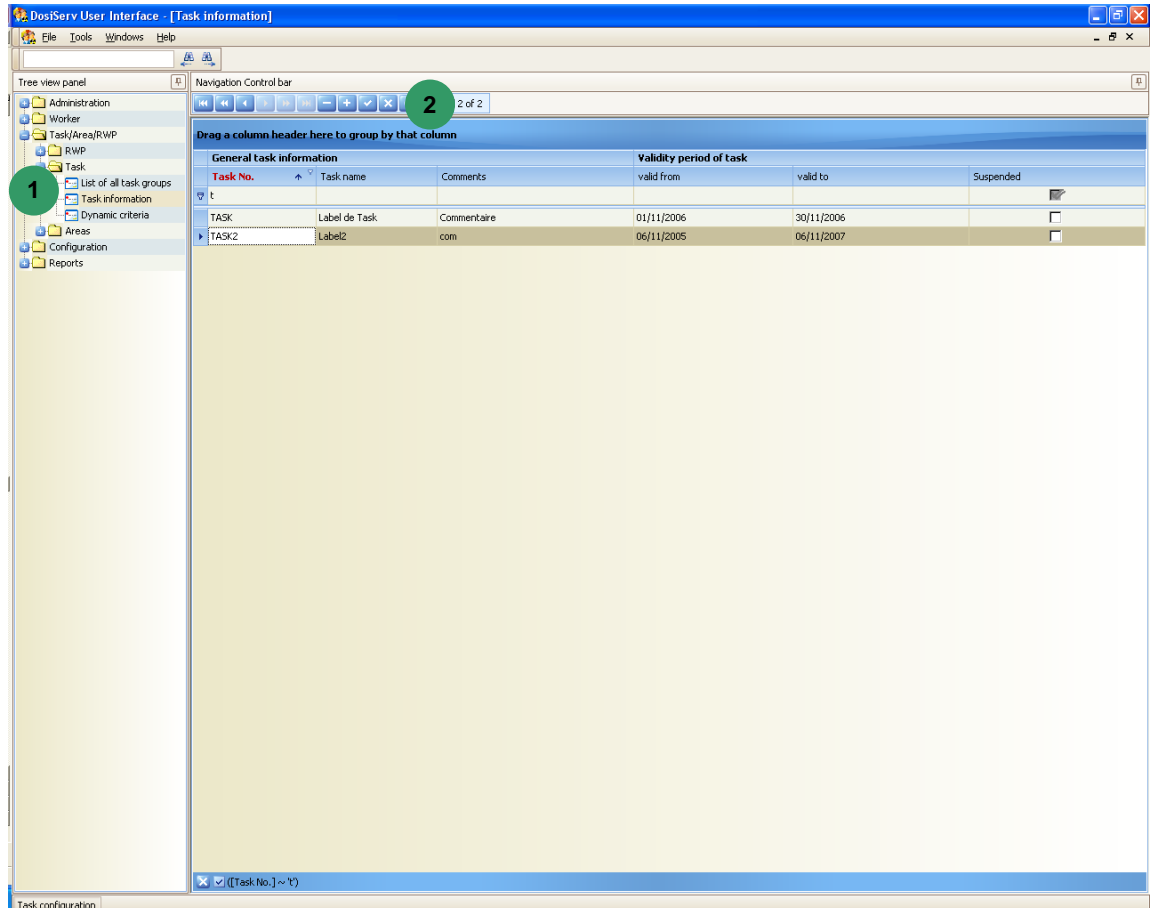 DosiServ User Interface - [Task information]
File Tools Windows Help
Tree view panel
Navigation Control bar
Administration
Worker
Task/Area/RWP
RWP
Task
List of all task groups
Task information
Dynamic criteria
Areas
Configuration
Reports
1
2
2 of 2
Drag a column header here to group by that column
General task information Validity period of task
Task No. Task name Comments valid from valid to Suspended
t
TASK Label de Task Commentaire 01/11/2006 30/11/2006
TASK2 Label2 com 06/11/2005 06/11/2007
([Task No.] ~ 't')
Task configuration